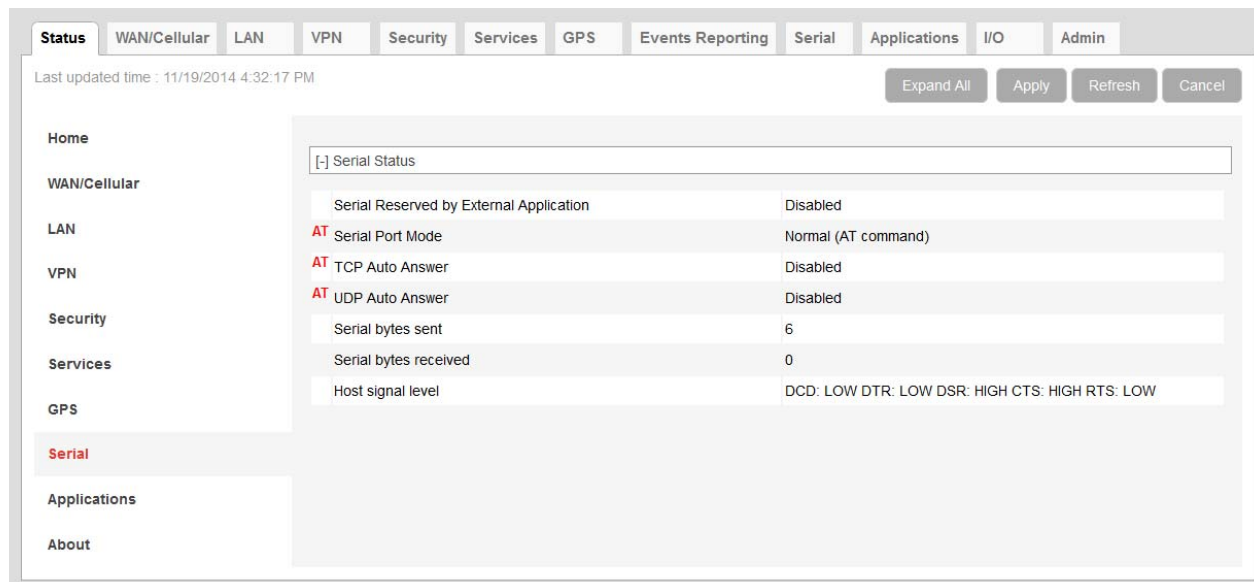 Status WAN/Cellular LAN VPN Security Services GPS Events Reporting Serial Applications I/O Admin
Last updated time : 11/19/2014 4:32:17 PM
Expand All Apply Refresh Cancel
Home
WAN/Cellular
LAN
VPN
Security
Services
GPS
Serial
Applications
About
[-] Serial Status
Serial Reserved by External Application Disabled
AT Serial Port Mode Normal (AT command)
AT TCP Auto Answer Disabled
AT UDP Auto Answer Disabled
Serial bytes sent 6
Serial bytes received 0
Host signal level DCD: LOW DTR: LOW DSR: HIGH CTS: HIGH RTS: LOW